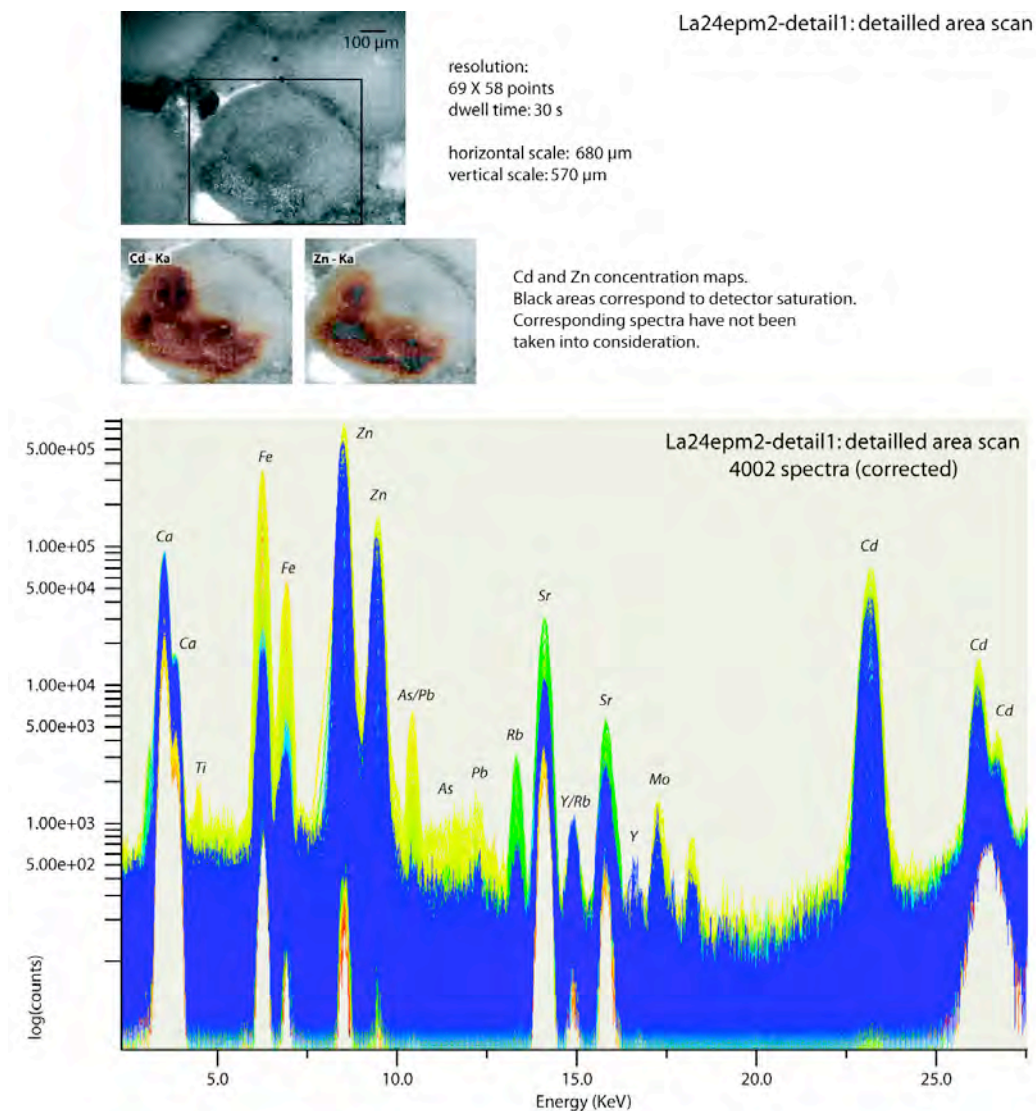 La24epm2-detail1: detailled area scan
100 µm
resolution:
69 X 58 points
dwell time: 30 s
horizontal scale: 680 µm
vertical scale: 570 µm
Cd - Ka
Zn - Ka
Cd and Zn concentration maps.
Black areas correspond to detector saturation.
Corresponding spectra have not been
taken into consideration.
La24epm2-detail1: detailled area scan
4002 spectra (corrected)
5.00e+05
1.00e+05
5.00e+04
1.00e+04
5.00e+03
1.00e+03
5.00e+02
log(counts)
Ca
Ca
Ti
Fe
Fe
Zn
Zn
As/Pb
As
Pb
Rb
Sr
Y/Rb
Sr
Y
Mo
Cd
Cd
Cd
5.0
10.0
15.0
20.0
25.0
Energy (KeV)